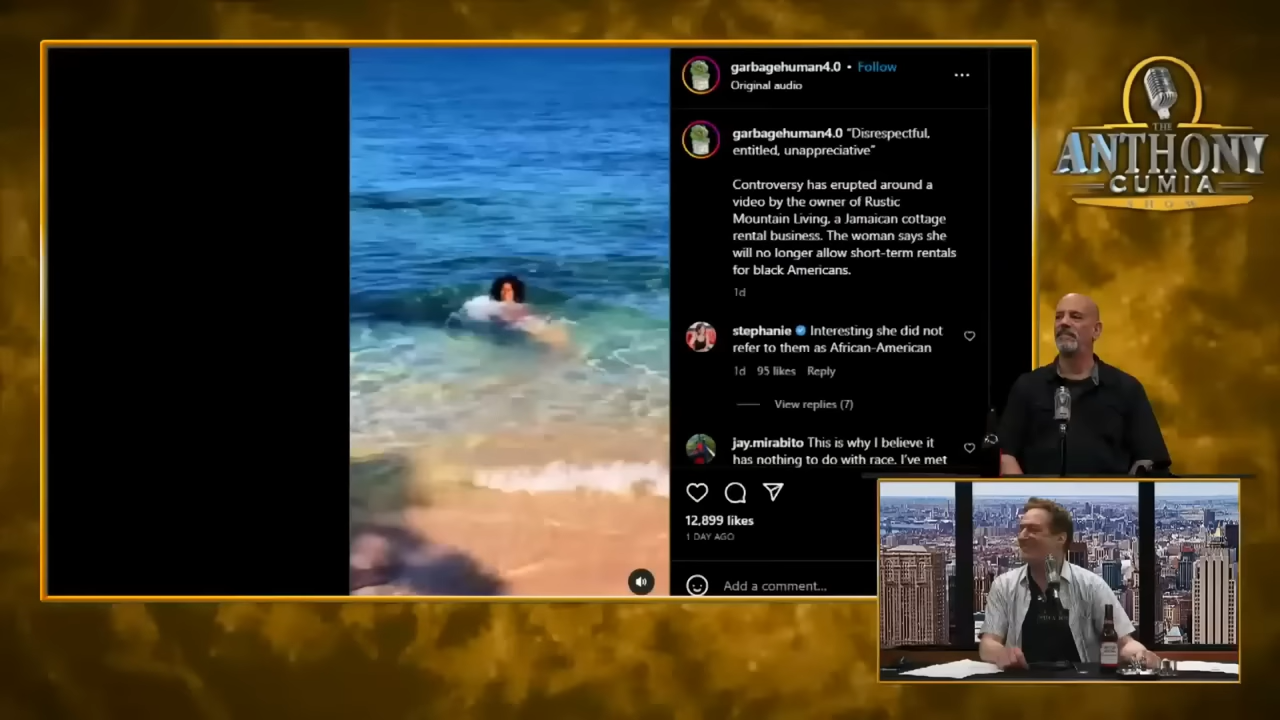 garbagehuman4.0 • Follow
Original audio
garbagehuman4.0 "Disrespectful,
entitled, unappreciative"
Controversy has erupted around a
video by the owner of Rustic
Mountain Living, a Jamaican cottage
rental business. The woman says she
will no longer allow short-term rentals
for black Americans.
1d
stephanie Interesting she did not
refer to them as African-American
1d 95 likes Reply
View replies (7)
jay.mirabito This is why I believe it
has nothing to do with race. I've met
12,899 likes
1 DAY AGO
Add a comment...
THE
ANTHONY
CUMIA
SHOW